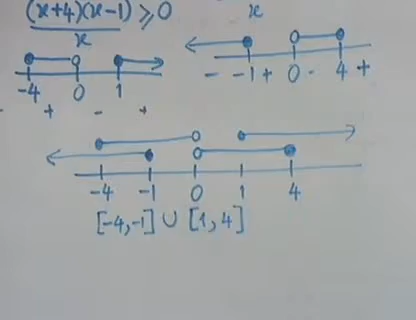 (x+4)(x-1) ≥ 0
x
x
-4 0 1
- + - +
- -1 + 0 - 4 +
-4 -1 0 1 4
[-4,-1] ∪ [1,4]